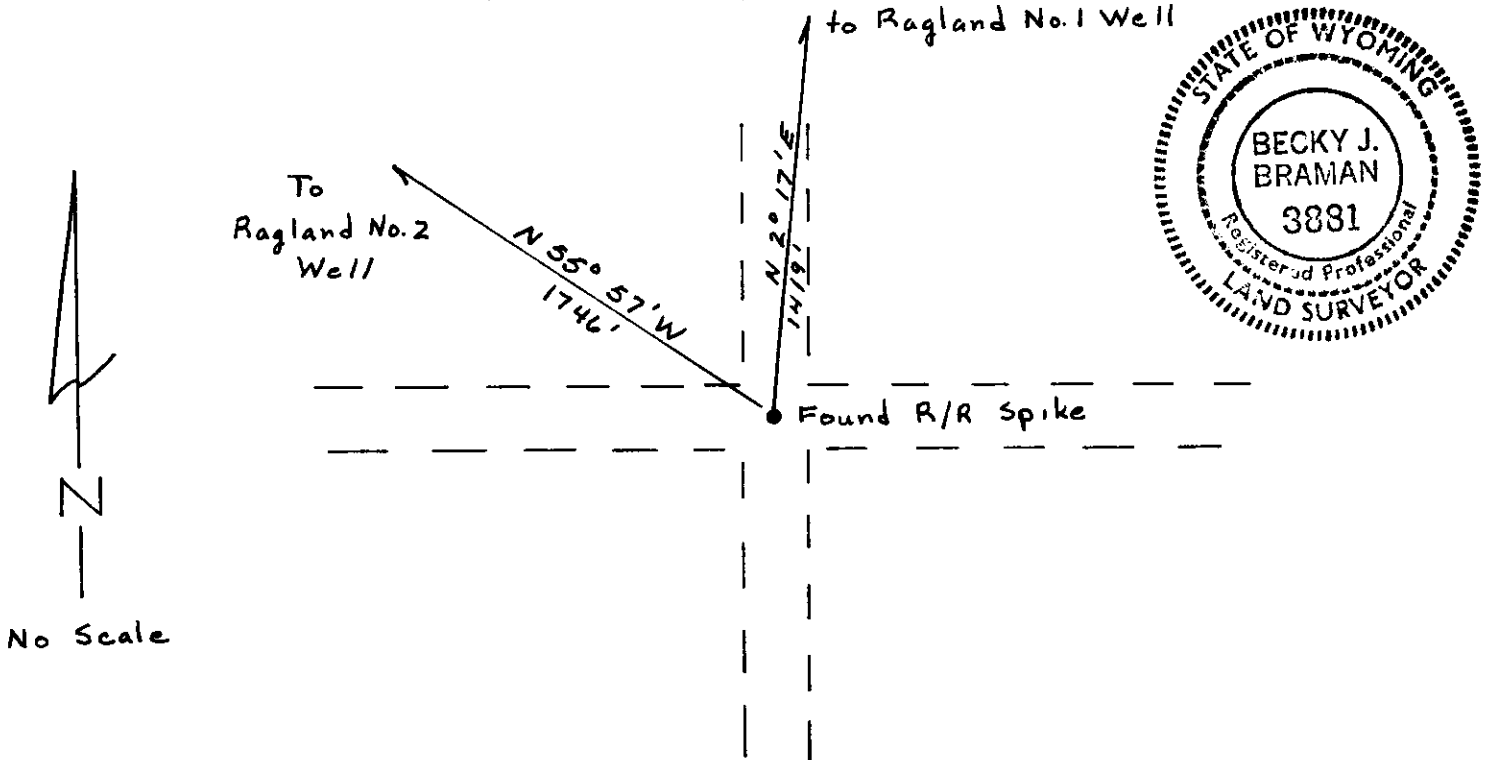 to Ragland No.1 Well
STATE OF WYOMING
BECKY J.
BRAMAN
3881
Registered Professional
LAND SURVEYOR
To
Ragland No.2
Well
N 55° 57' W
1746'
N 2° 17' E
1419'
Found R/R Spike
N
No Scale